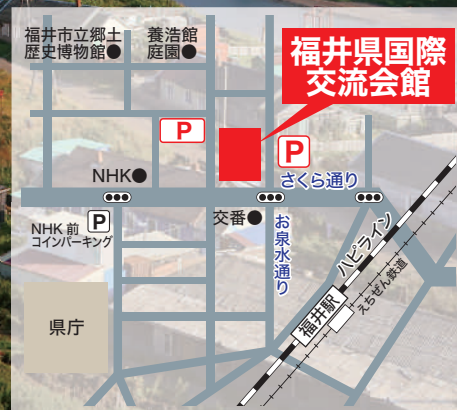 福井市立郷土
歴史博物館
養浩館
庭園
福井県国際
交流会館
P
P
さくら通り
NHK
NHK前
コインパーキング
P
交番
お泉水通り
ハピライン
えちぜん鉄道
福井駅
県庁